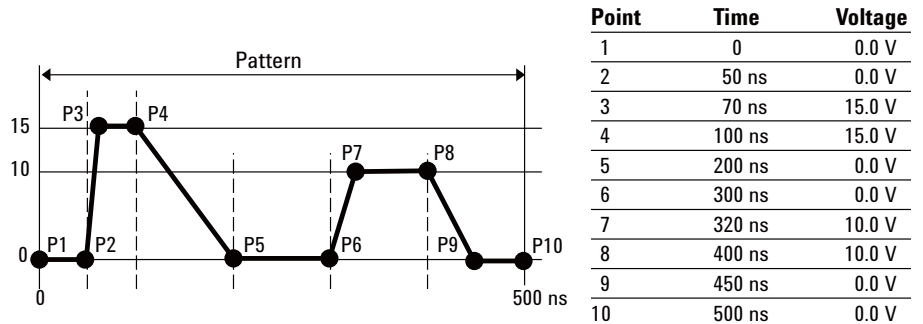 Pattern
P3 P4
15
P7 P8
10
P1 P2 P5 P6 P9 P10
0
0 500 ns
Point Time Voltage
1 0 0.0 V
2 50 ns 0.0 V
3 70 ns 15.0 V
4 100 ns 15.0 V
5 200 ns 0.0 V
6 300 ns 0.0 V
7 320 ns 10.0 V
8 400 ns 10.0 V
9 450 ns 0.0 V
10 500 ns 0.0 V